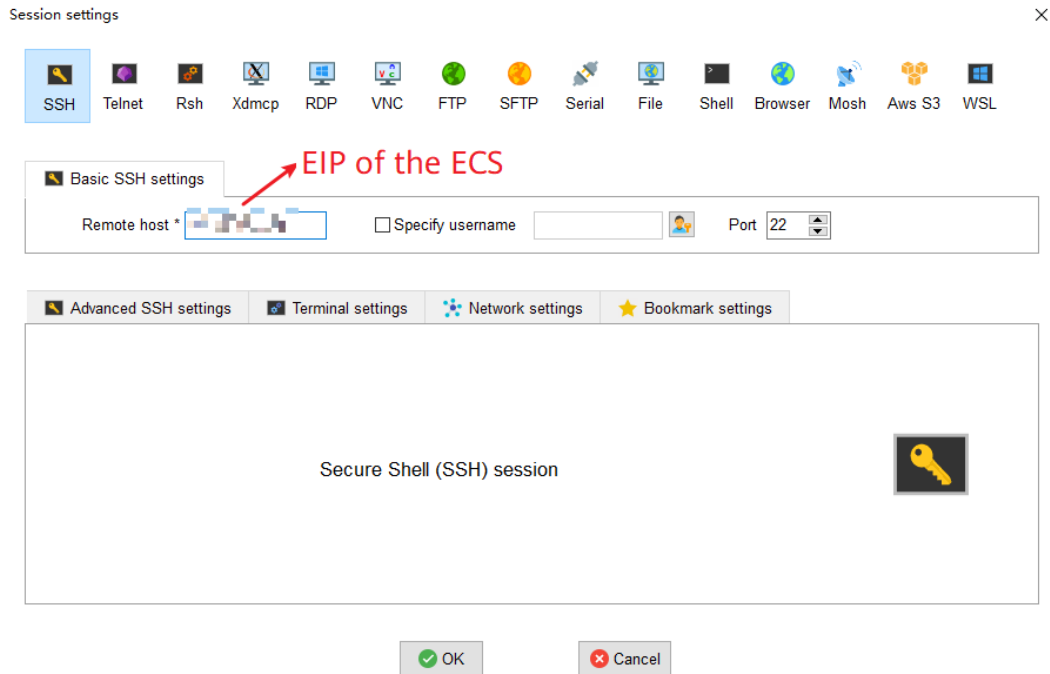 Session settings
SSH Telnet Rsh Xdmcp RDP VNC FTP SFTP Serial File Shell Browser Mosh Aws S3 WSL
EIP of the ECS
Basic SSH settings
Remote host * Specify username Port 22
Advanced SSH settings Terminal settings Network settings Bookmark settings
Secure Shell (SSH) session
OK Cancel